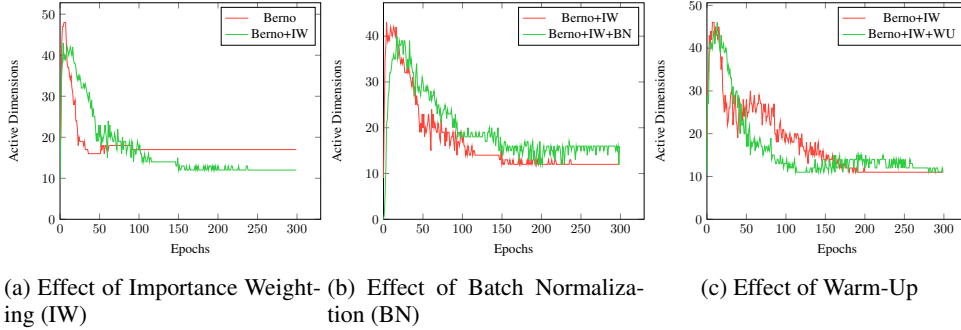 Berno
Berno+IW
50
40
30
20
10
0
Active Dimensions
0 50 100 150 200 250 300
Epochs
(a) Effect of Importance Weight-
ing (IW)
Berno+IW
Berno+IW+BN
40
30
20
10
0
Active Dimensions
0 50 100 150 200 250 300
Epochs
(b) Effect of Batch Normaliza-
tion (BN)
Berno+IW
Berno+IW+WU
50
40
30
20
10
0
Active Dimensions
0 50 100 150 200 250 300
Epochs
(c) Effect of Warm-Up